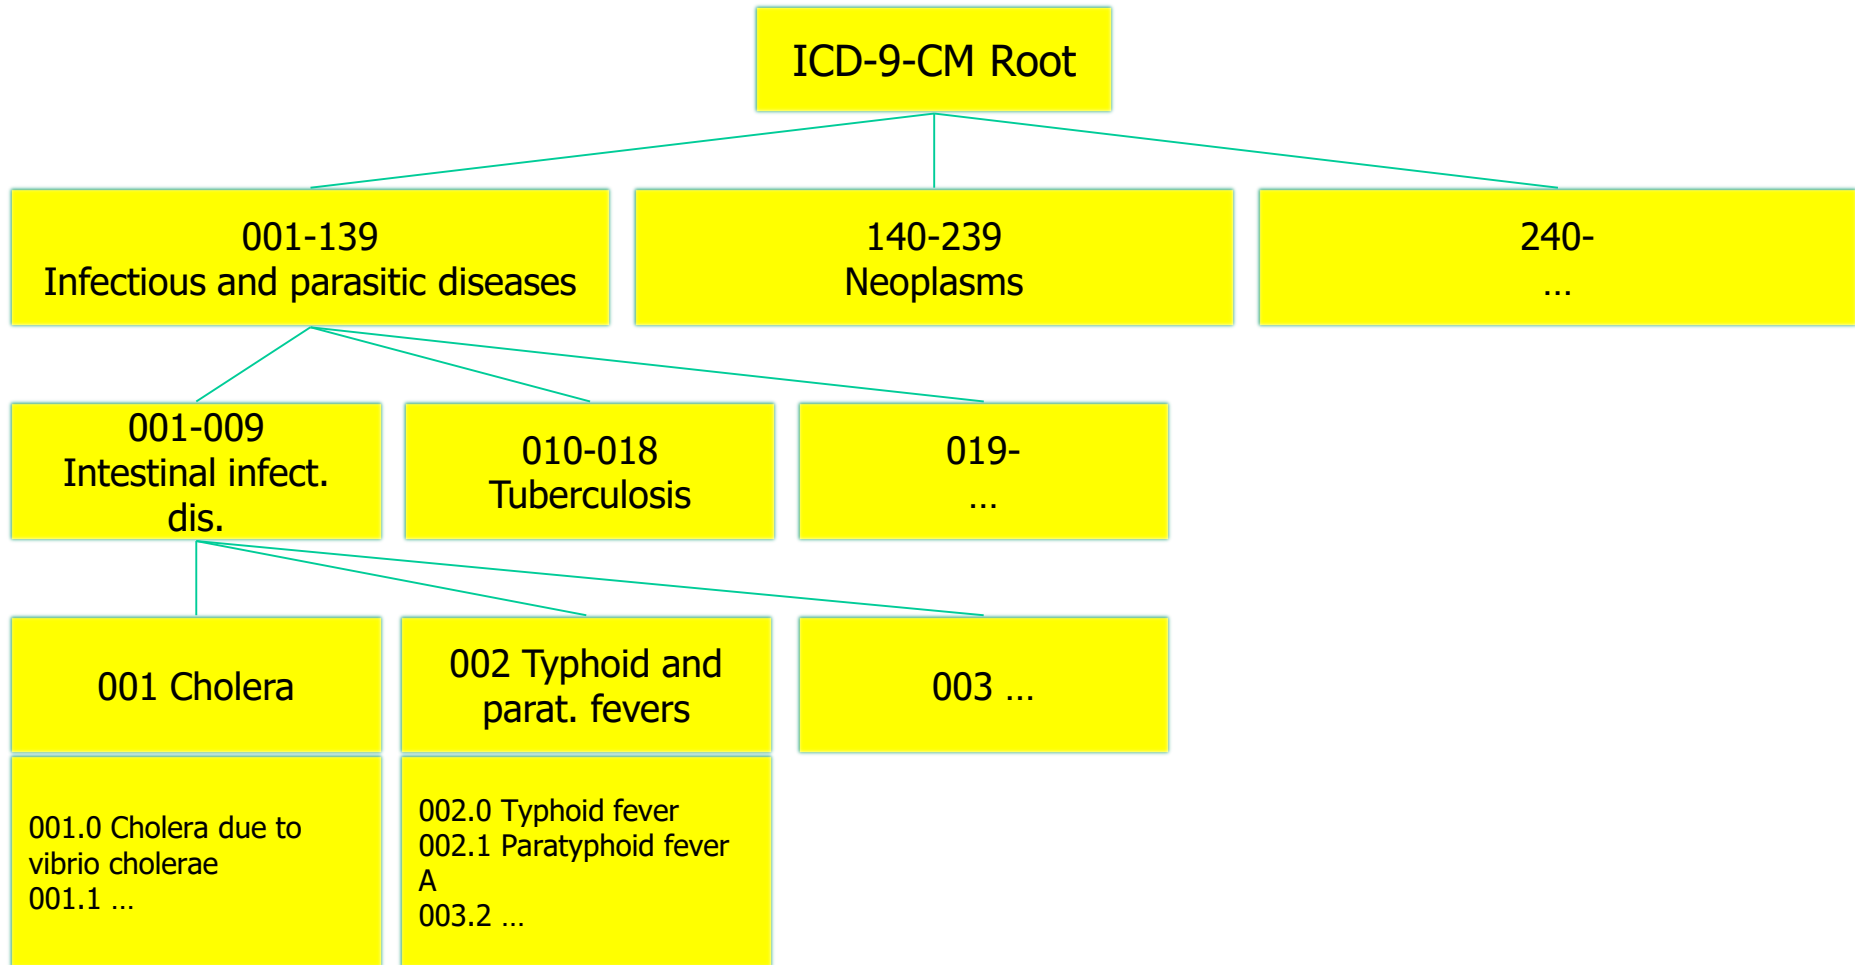 ICD-9-CM Root
001-139
Infectious and parasitic diseases
140-239
Neoplasms
240-
…
001-009
Intestinal infect.
dis.
010-018
Tuberculosis
019-
…
001 Cholera
002 Typhoid and
parat. fevers
003 …
001.0 Cholera due to
vibrio cholerae
001.1 …
002.0 Typhoid fever
002.1 Paratyphoid fever
A
003.2 …